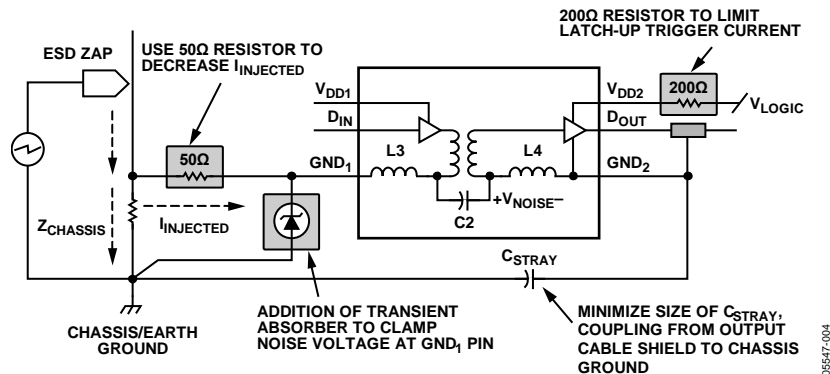 ESD ZAP
USE 50Ω RESISTOR TO
DECREASE IINJECTED
200Ω RESISTOR TO LIMIT
LATCH-UP TRIGGER CURRENT
VDD1
DIN
VDD2
200Ω
VLOGIC
DOUT
50Ω
GND1
L3
L4
GND2
C2
+VNOISE–
ZCHASSIS
IINJECTED
CSTRAY
CHASSIS/EARTH
GROUND
ADDITION OF TRANSIENT
ABSORBER TO CLAMP
NOISE VOLTAGE AT GND1 PIN
MINIMIZE SIZE OF CSTRAY,
COUPLING FROM OUTPUT
CABLE SHIELD TO CHASSIS
GROUND
05547-004